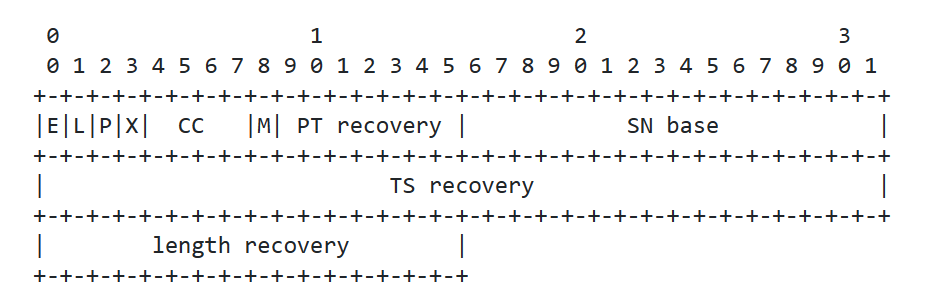 0                   1                   2                   3
 0 1 2 3 4 5 6 7 8 9 0 1 2 3 4 5 6 7 8 9 0 1 2 3 4 5 6 7 8 9 0 1
+-+-+-+-+-+-+-+-+-+-+-+-+-+-+-+-+-+-+-+-+-+-+-+-+-+-+-+-+-+-+-+-+
|E|L|P|X|  CC   |M| PT recovery |            SN base            |
+-+-+-+-+-+-+-+-+-+-+-+-+-+-+-+-+-+-+-+-+-+-+-+-+-+-+-+-+-+-+-+-+
|                          TS recovery                          |
+-+-+-+-+-+-+-+-+-+-+-+-+-+-+-+-+-+-+-+-+-+-+-+-+-+-+-+-+-+-+-+-+
|        length recovery        |
+-+-+-+-+-+-+-+-+-+-+-+-+-+-+-+-+